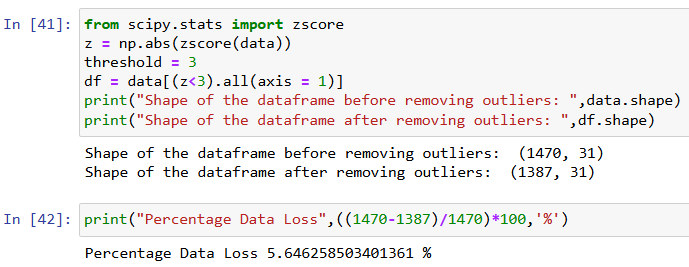 In [41]: from scipy.stats import zscore
z = np.abs(zscore(data))
threshold = 3
df = data[(z<3).all(axis = 1)]
print("Shape of the dataframe before removing outliers: ",data.shape)
print("Shape of the dataframe after removing outliers: ",df.shape)
Shape of the dataframe before removing outliers:  (1470, 31)
Shape of the dataframe after removing outliers:  (1387, 31)
In [42]: print("Percentage Data Loss",((1470-1387)/1470)*100,'%')
Percentage Data Loss 5.646258503401361 %